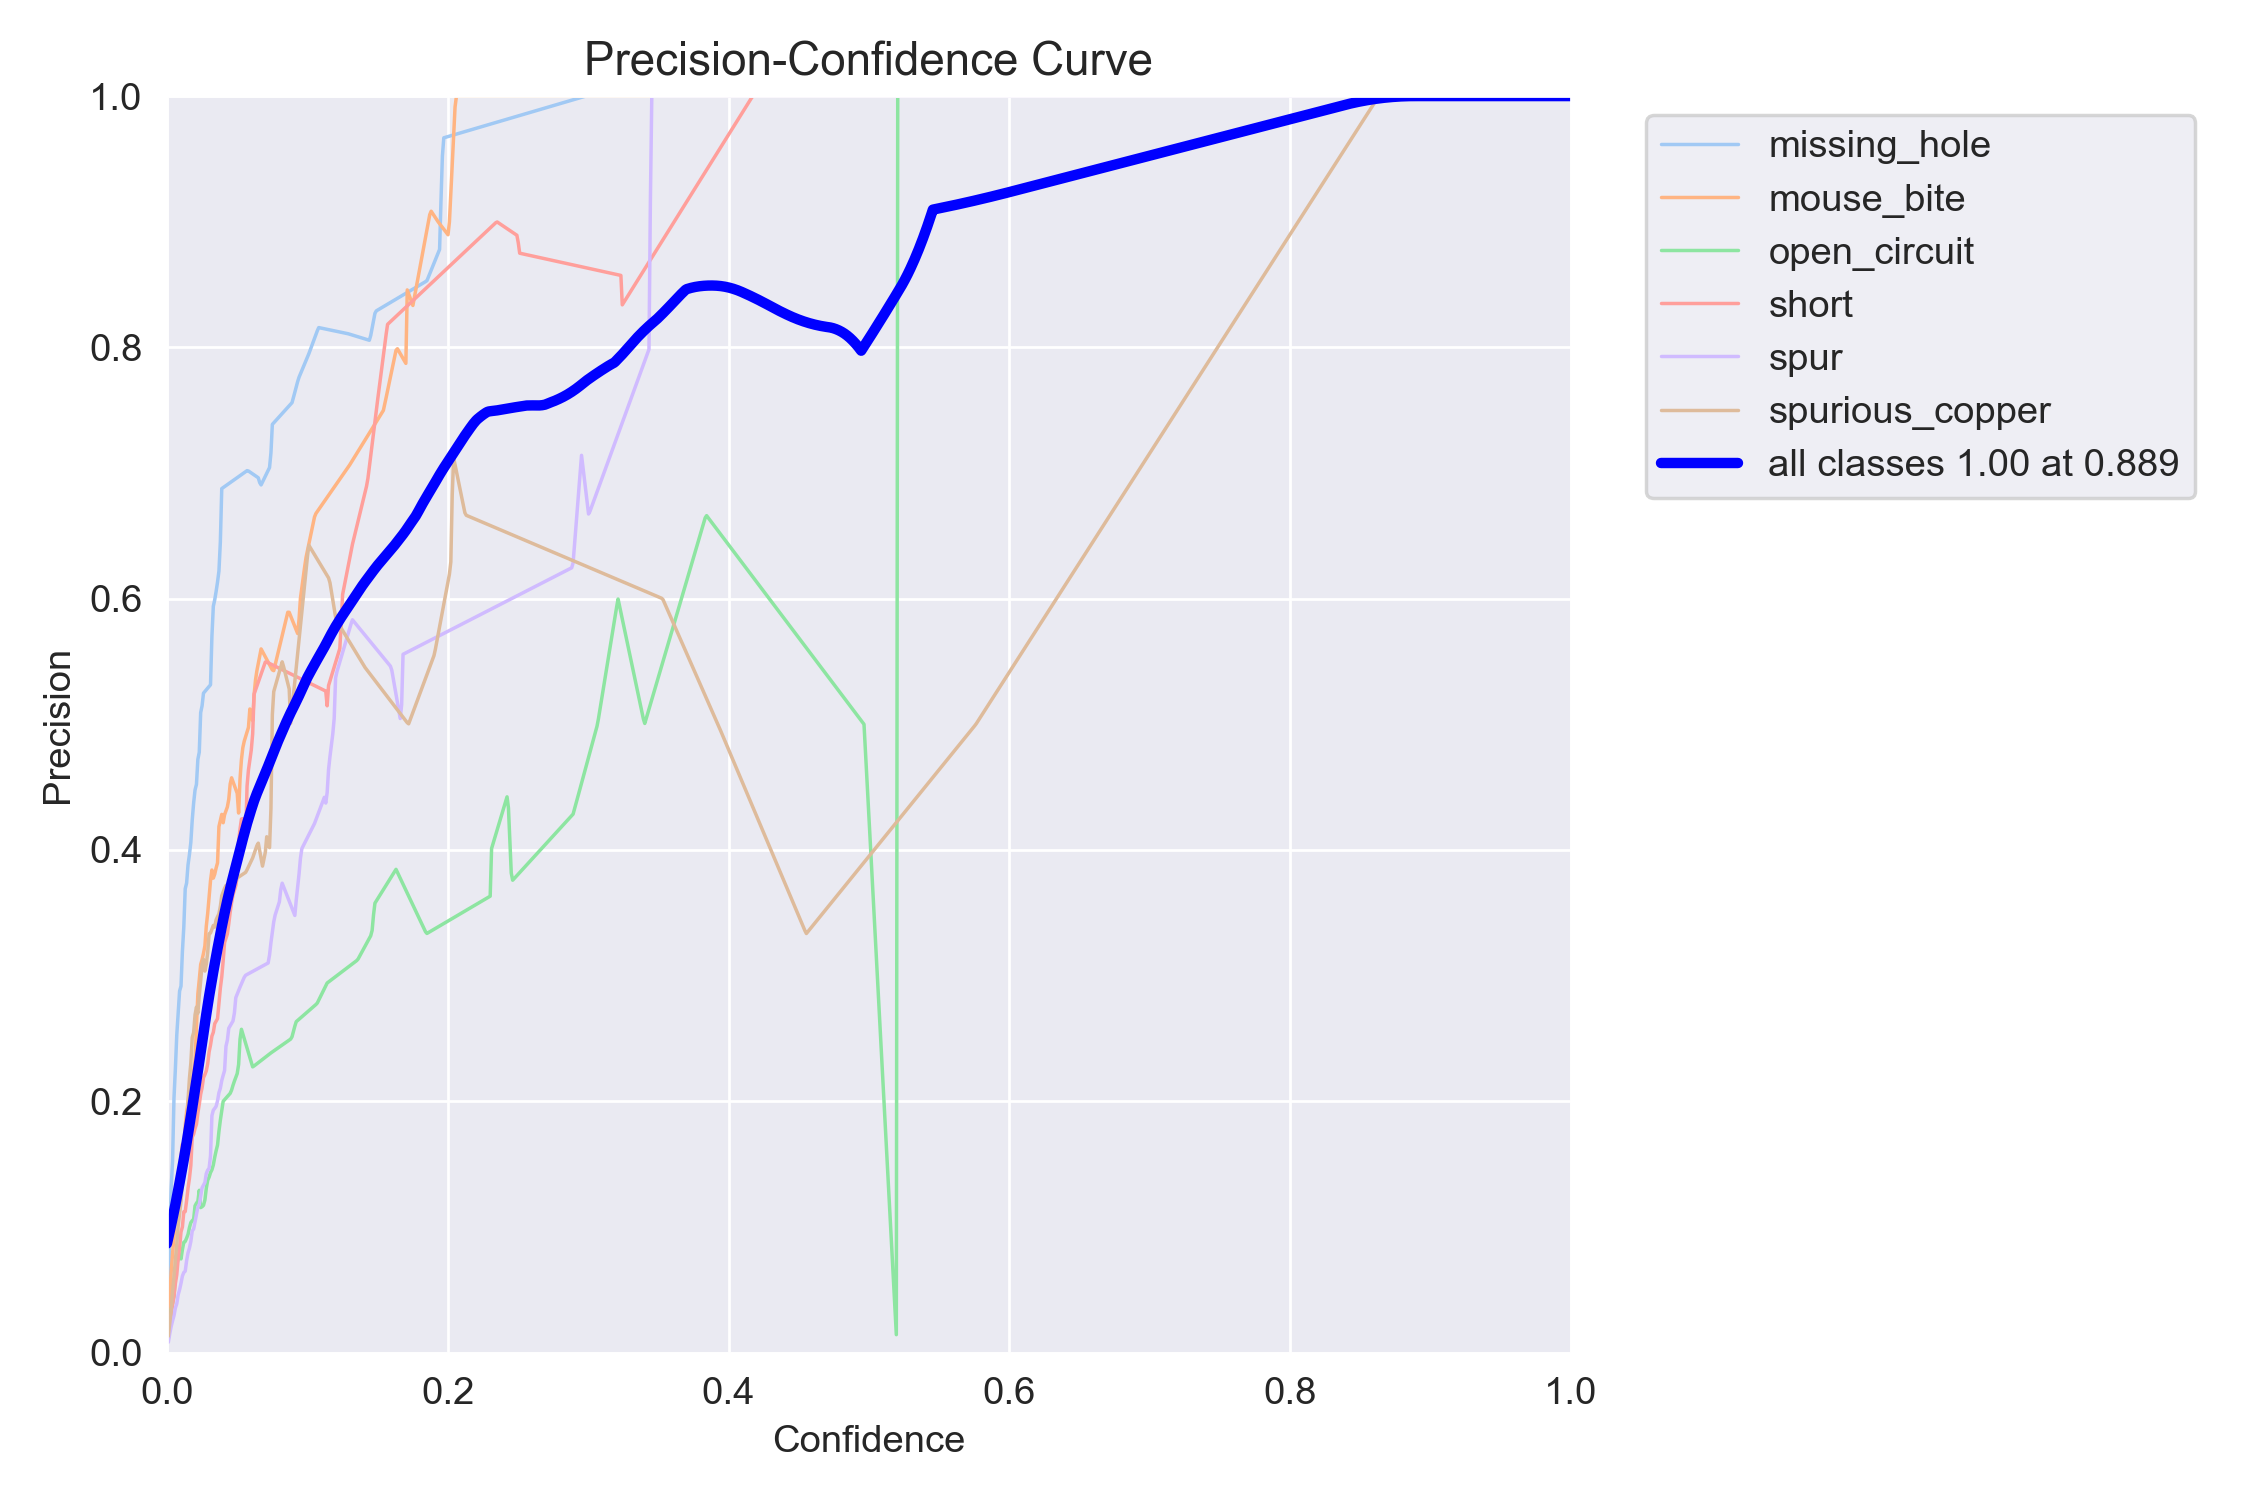 Precision-Confidence Curve
1.0
0.8
0.6
0.4
0.2
0.0
Precision
0.0 0.2 0.4 0.6 0.8 1.0
Confidence
missing_hole
mouse_bite
open_circuit
short
spur
spurious_copper
all classes 1.00 at 0.889